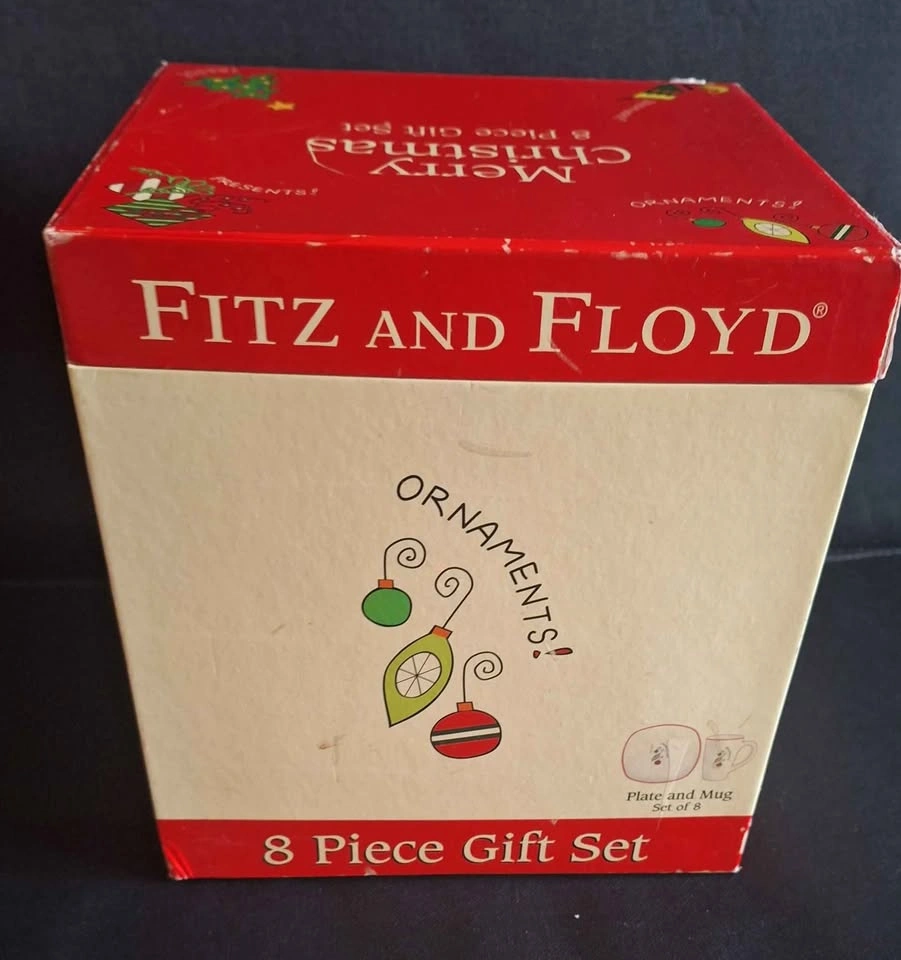 Merry
Christmas
8 Piece Gift Set
PRESENTS!
ORNAMENTS!
FITZ AND FLOYD®
ORNAMENTS!
Plate and Mug
Set of 8
8 Piece Gift Set